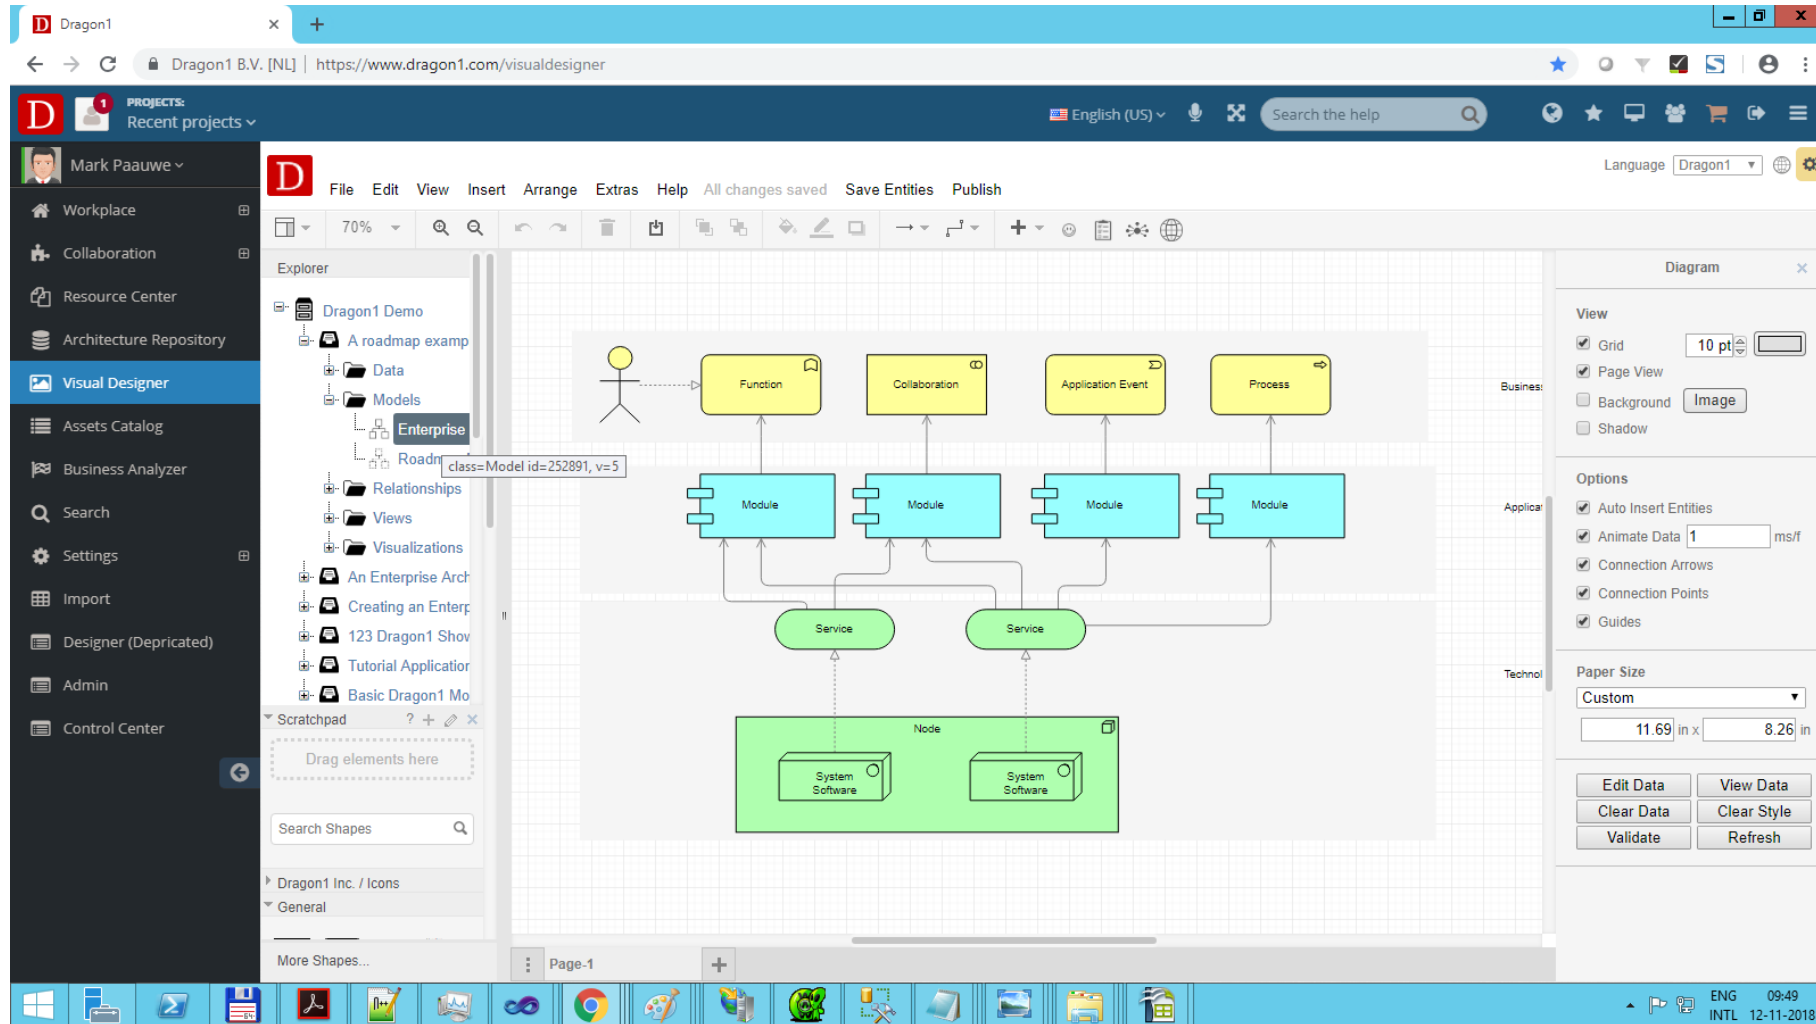 D Dragon1
Dragon1 B.V. [NL] | https://www.dragon1.com/visualdesigner
D 1 PROJECTS:
Recent projects
English (US)
Search the help
Mark Paauwe
Workplace
Collaboration
Resource Center
Architecture Repository
Visual Designer
Assets Catalog
Business Analyzer
Search
Settings
Import
Designer (Depricated)
Admin
Control Center
D
File Edit View Insert Arrange Extras Help All changes saved Save Entities Publish
Language Dragon1
70%
Explorer
Dragon1 Demo
A roadmap examp
Data
Models
Enterprise
Roadm
class=Model id=252891, v=5
Relationships
Views
Visualizations
An Enterprise Arch
Creating an Enterp
123 Dragon1 Show
Tutorial Application
Basic Dragon1 Mo
Scratchpad ?
Drag elements here
Search Shapes
Dragon1 Inc. / Icons
General
More Shapes...
Function
Collaboration
Application Event
Process
Business
Module
Module
Module
Module
Applica
Service
Service
Technol
Node
System
Software
System
Software
Page-1
Diagram
View
Grid 10 pt
Page View
Background Image
Shadow
Options
Auto Insert Entities
Animate Data 1 ms/f
Connection Arrows
Connection Points
Guides
Paper Size
Custom
11.69 in x 8.26 in
Edit Data View Data
Clear Data Clear Style
Validate Refresh
ENG 09:49
INTL 12-11-2018